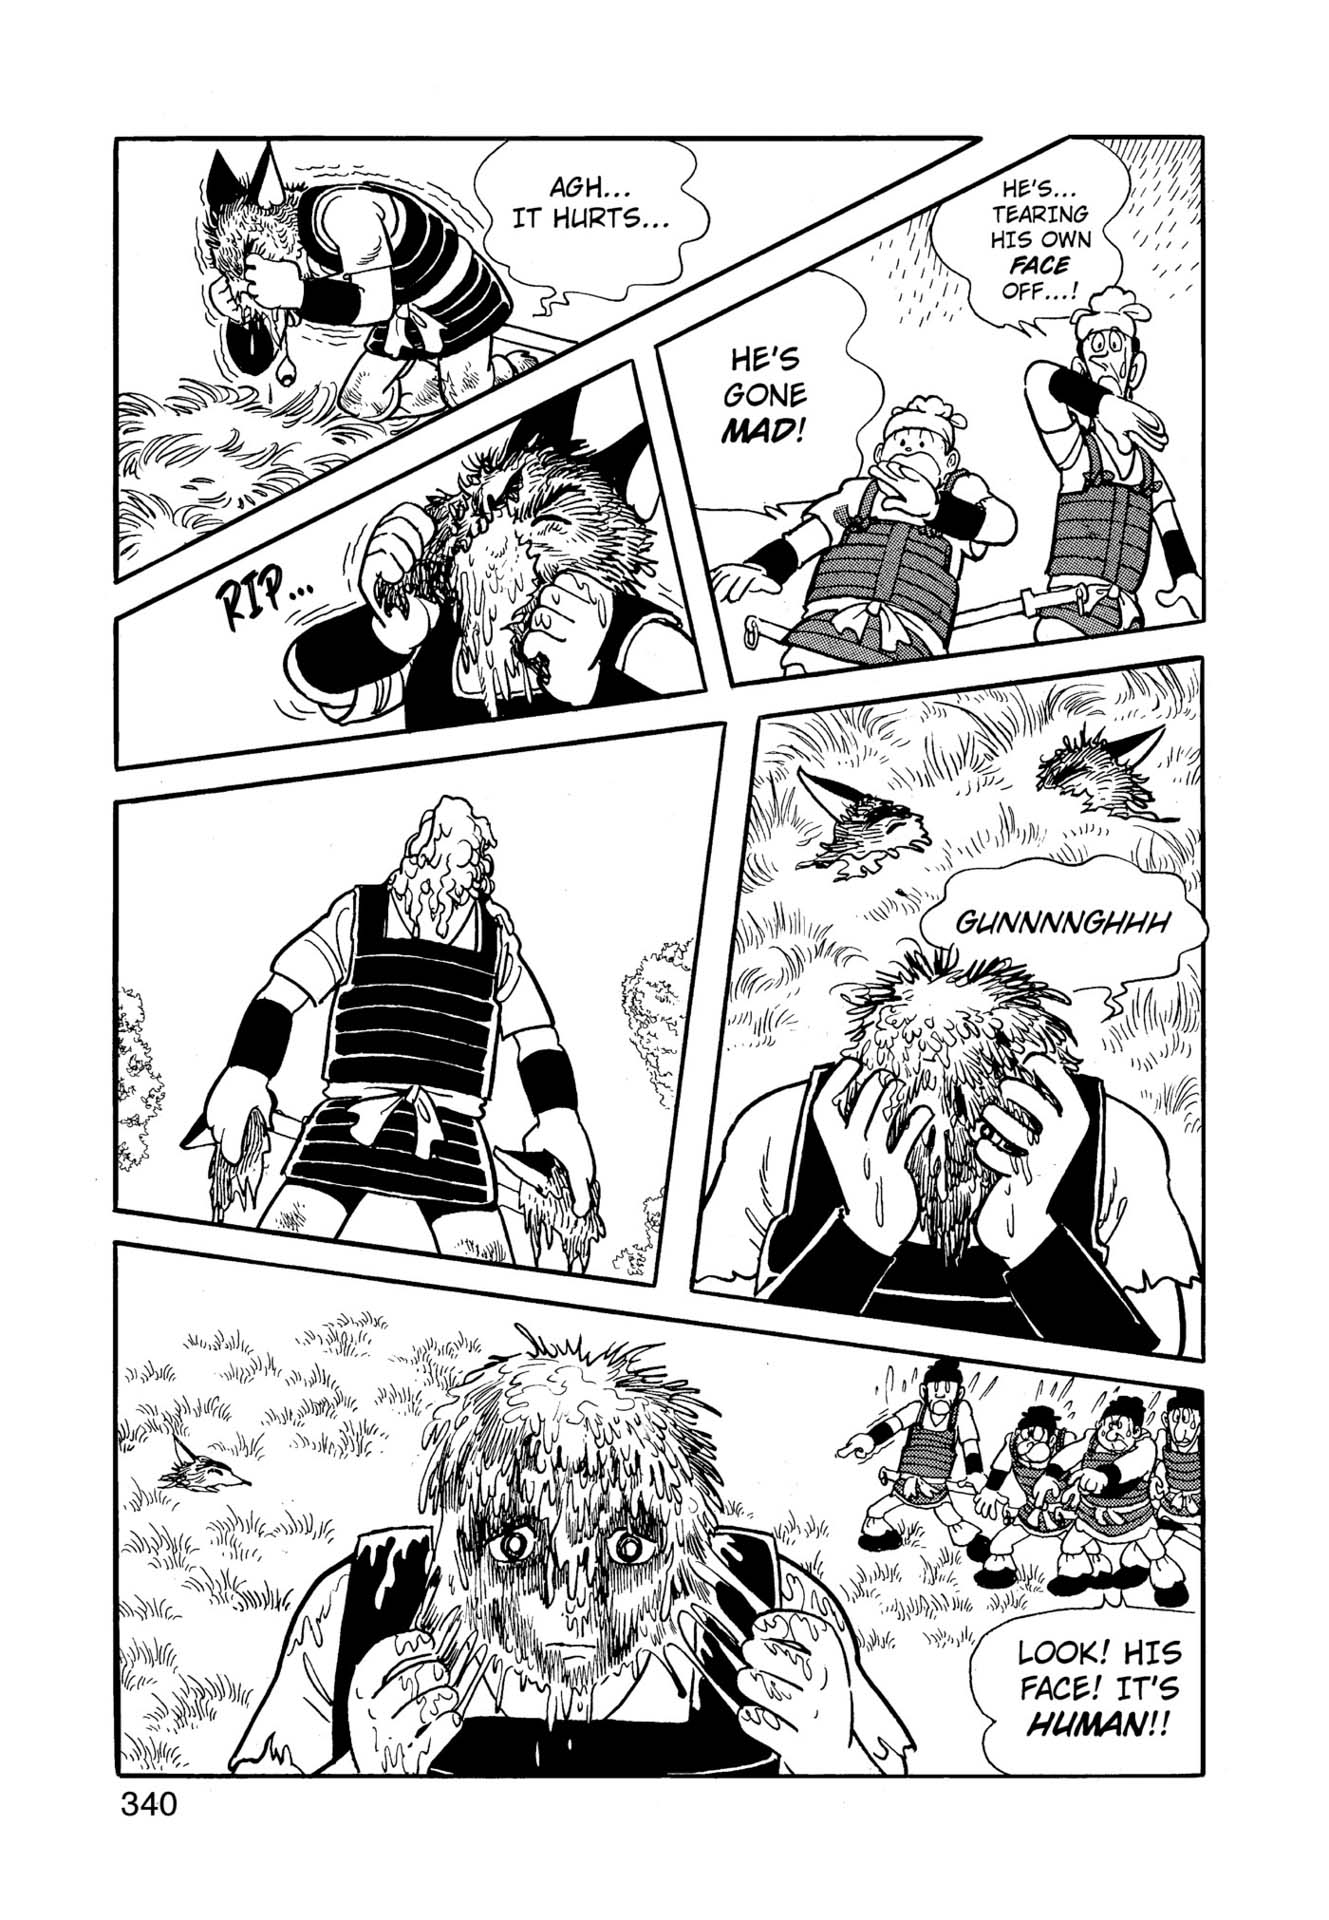 AGH...
IT HURTS...
HE'S...
TEARING
HIS OWN
FACE
OFF...!
HE'S
GONE
MAD!
RIP...
GUNNNNGHHH
LOOK! HIS
FACE! IT'S
HUMAN!!
340